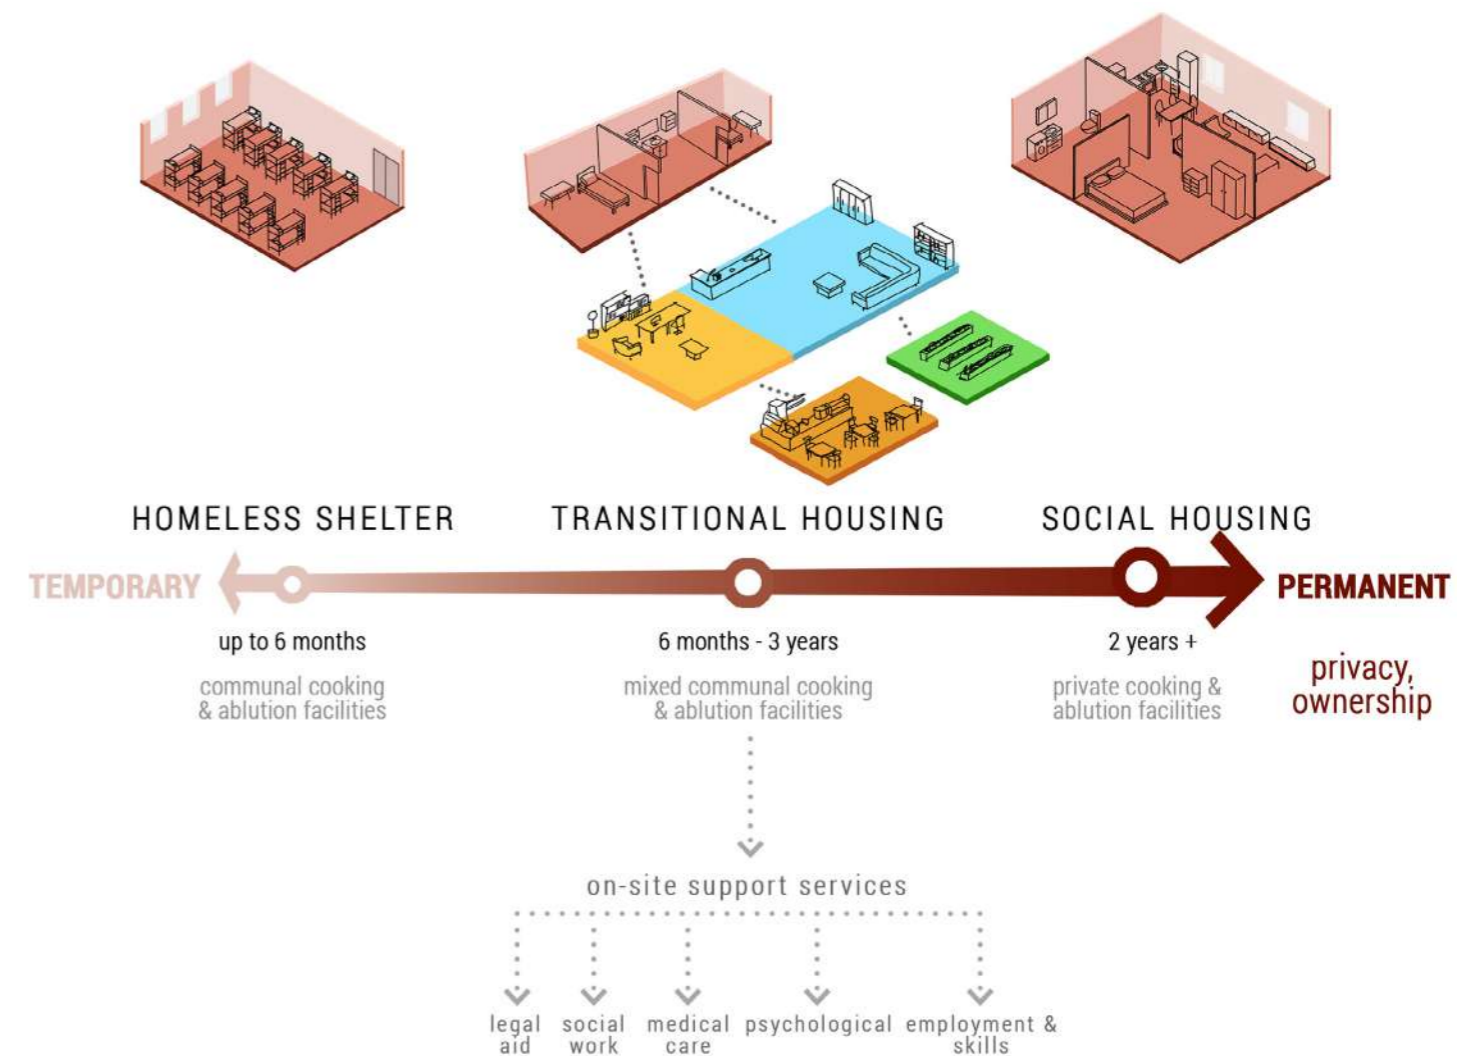 HOMELESS SHELTER
TRANSITIONAL HOUSING
SOCIAL HOUSING
TEMPORARY
PERMANENT
up to 6 months
6 months - 3 years
2 years +
privacy,
ownership
communal cooking
& ablution facilities
mixed communal cooking
& ablution facilities
private cooking &
ablution facilities
on-site support services
legal
aid
social
work
medical
care
psychological
employment &
skills